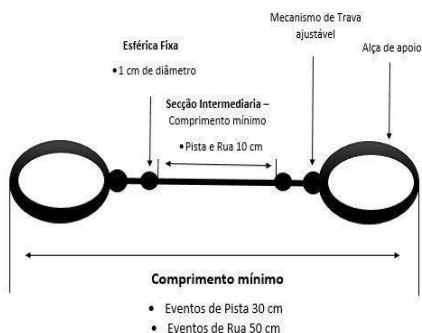 Mecanismo de Trava
ajustável
Esférica Fixa
Alça de apoio
•1 cm de diâmetro
Secção Intermediaria –
Comprimento mínimo
•Pista e Rua 10 cm
Comprimento mínimo
• Eventos de Pista 30 cm
• Eventos de Rua 50 cm